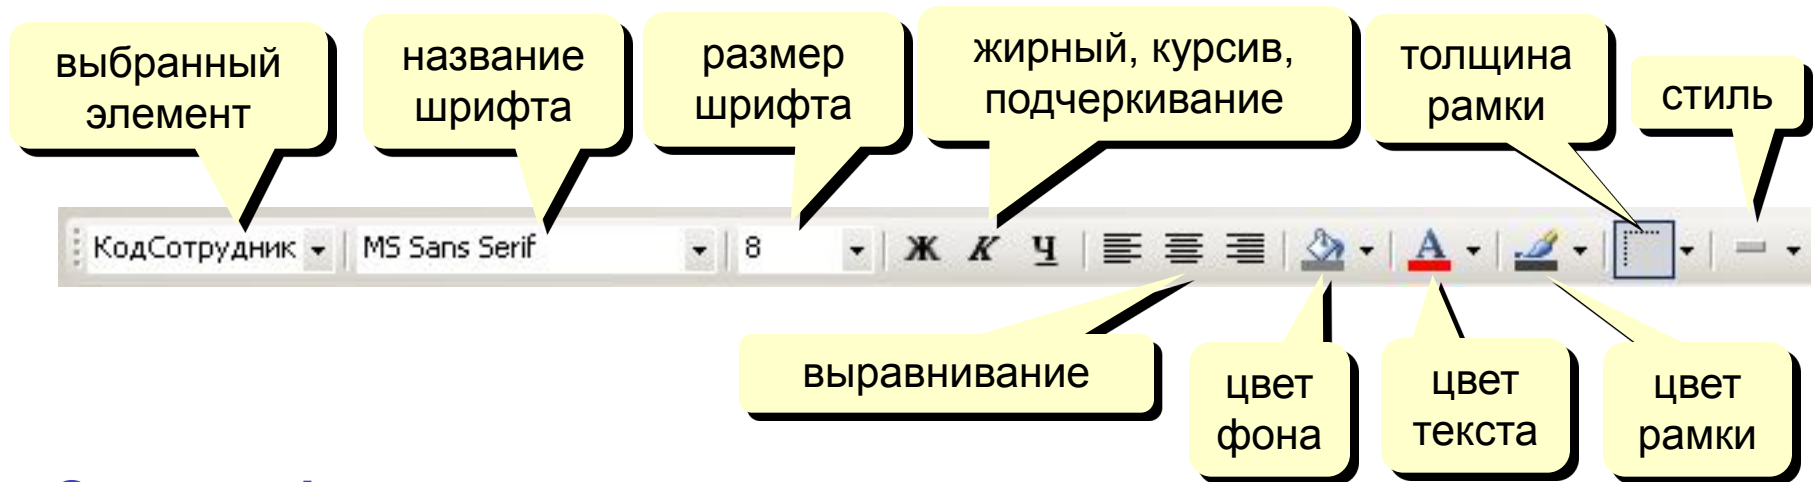 выбранный
элемент
название
шрифта
размер
шрифта
жирный, курсив,
подчеркивание
толщина
рамки
стиль
КодСотрудник MS Sans Serif 8 Ж К Ч A
выравнивание
цвет
фона
цвет
текста
цвет
рамки